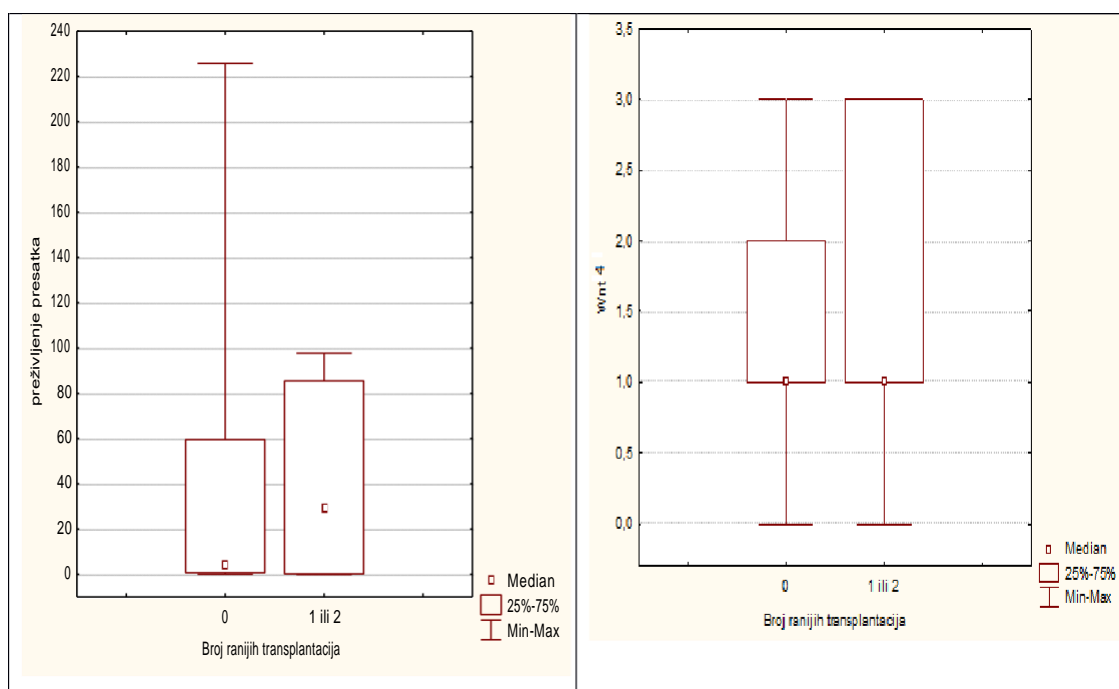 240
220
200
180
160
140
120
100
80
60
40
20
0
preživljenje presatka
0 1 ili 2
Broj ranijih transplantacija
Median
25%-75%
Min-Max
3,5
3,0
2,5
2,0
1,5
1,0
0,5
0,0
Wnt 4
0 1 ili 2
Broj ranijih transplantacija
Median
25%-75%
Min-Max